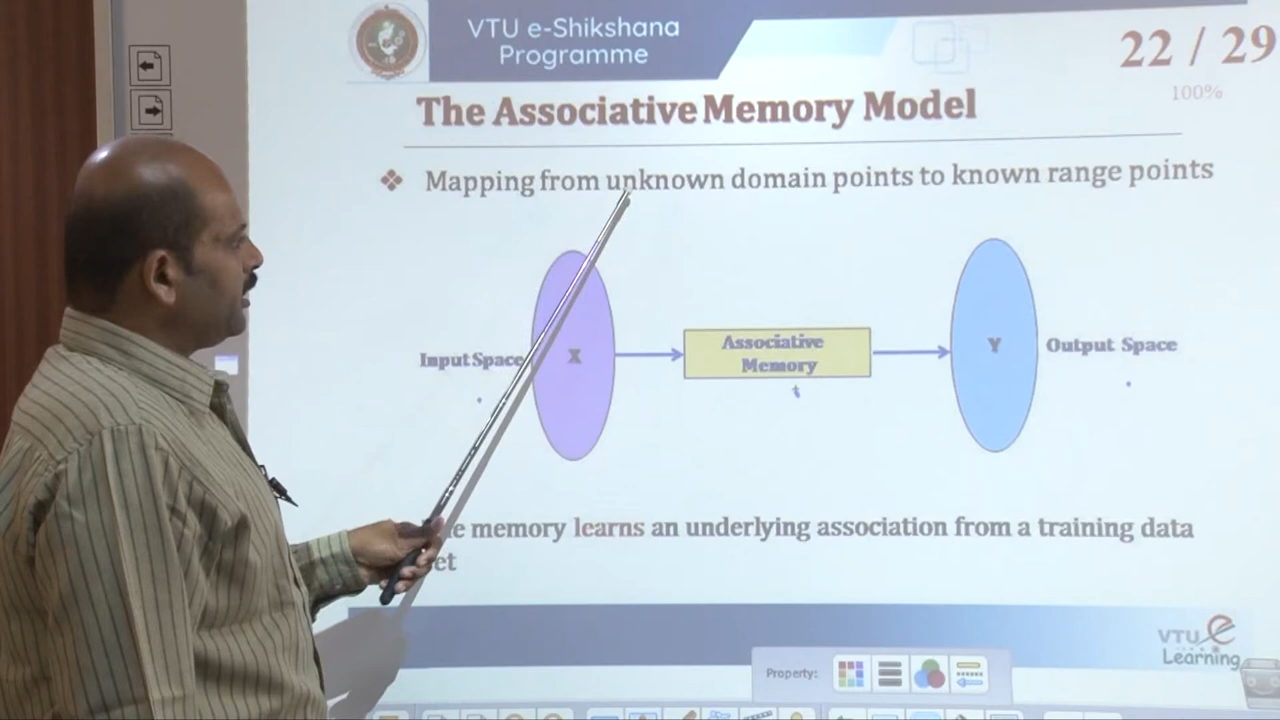 VTU e-Shikshana
Programme
22 / 29
100%
The Associative Memory Model
Mapping from unknown domain points to known range points
Input Space
X
Associative
Memory
Y
Output Space
memory learns an underlying association from a training data
VTU e
Learning
Property: